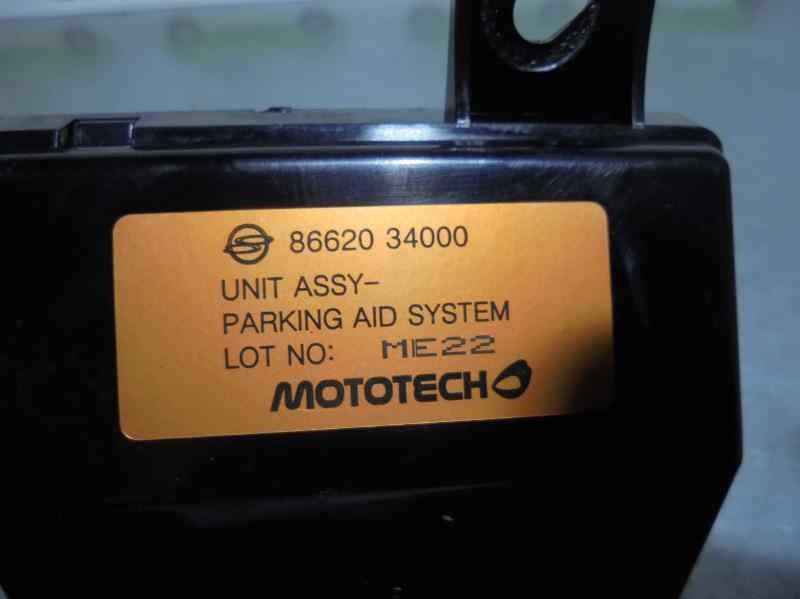 86620 34000
UNIT ASSY-
PARKING AID SYSTEM
LOT NO: ME22
MOTOTECH